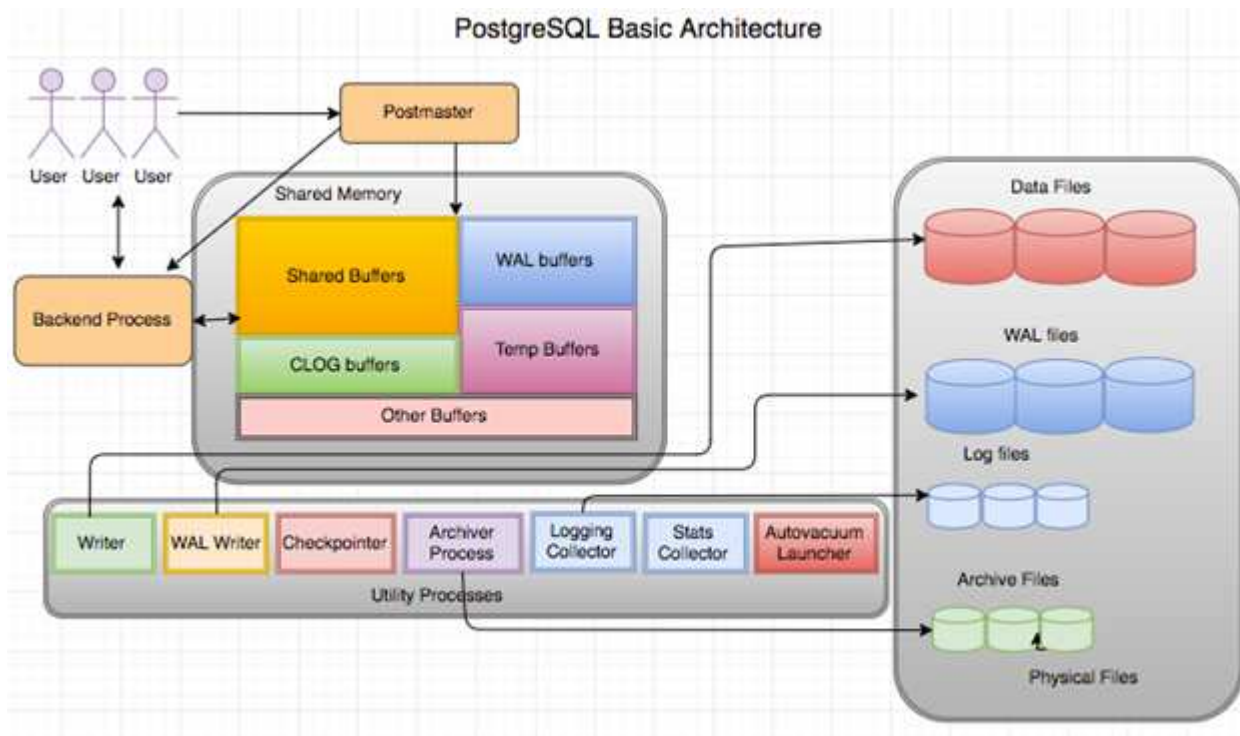 PostgreSQL Basic Architecture
Postmaster
User User User
Shared Memory
Data Files
Shared Buffers
WAL buffers
Backend Process
WAL files
Temp Buffers
CLOG buffers
Other Buffers
Log files
Writer
WAL Writer
Checkpointer
Archiver
Process
Logging
Collector
Stats
Collector
Autovacuum
Launcher
Utility Processes
Archive Files
Physical Files